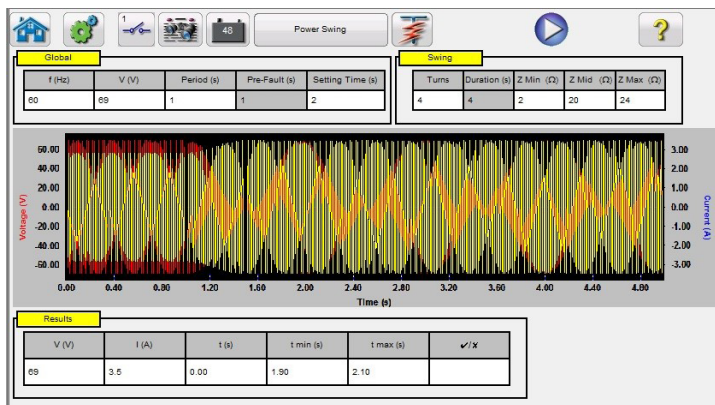 1
48
Power Swing
?
Global
f (Hz) V (V) Period (s) Pre-Fault (s) Setting Time (s)
60 69 1 1 2
Swing
Turns Duration (s) Z Min (Ω) Z Mid (Ω) Z Max (Ω)
4 4 2 20 24
Voltage (V)
60.00
40.00
20.00
0.00
-20.00
-40.00
-60.00
3.00
2.00
1.00
0.00
-1.00
-2.00
-3.00
Current (A)
0.00 0.40 0.80 1.20 1.60 2.00 2.40 2.80 3.20 3.60 4.00 4.40 4.80
Time (s)
Results
V (V) I (A) t (s) t min (s) t max (s) ✔/✘
69 3.5 0.00 1.90 2.10